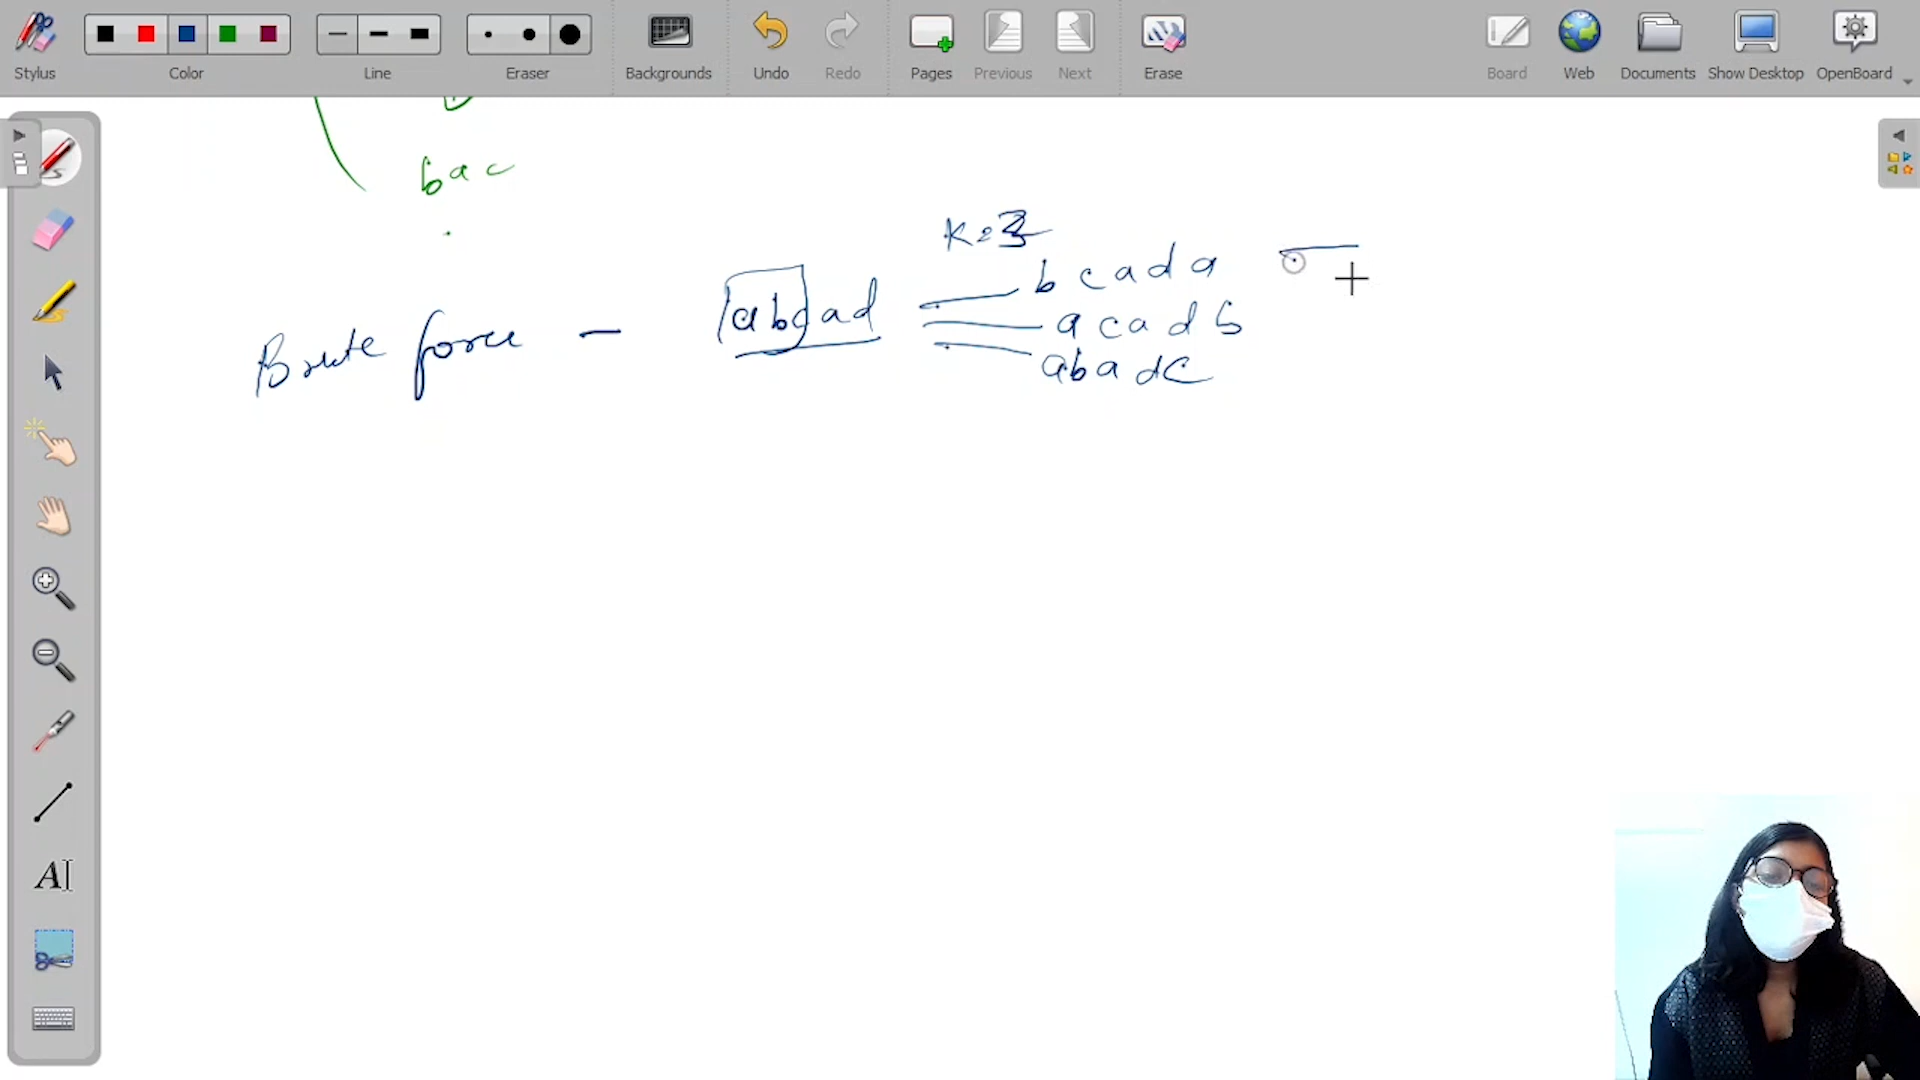 Stylus
Color
Line
Eraser
Backgrounds
Undo
Redo
Pages
Previous
Next
Erase
Board
Web
Documents
Show Desktop
OpenBoard
bac
Brute force - abcad
bcada
acadb
abadc
A